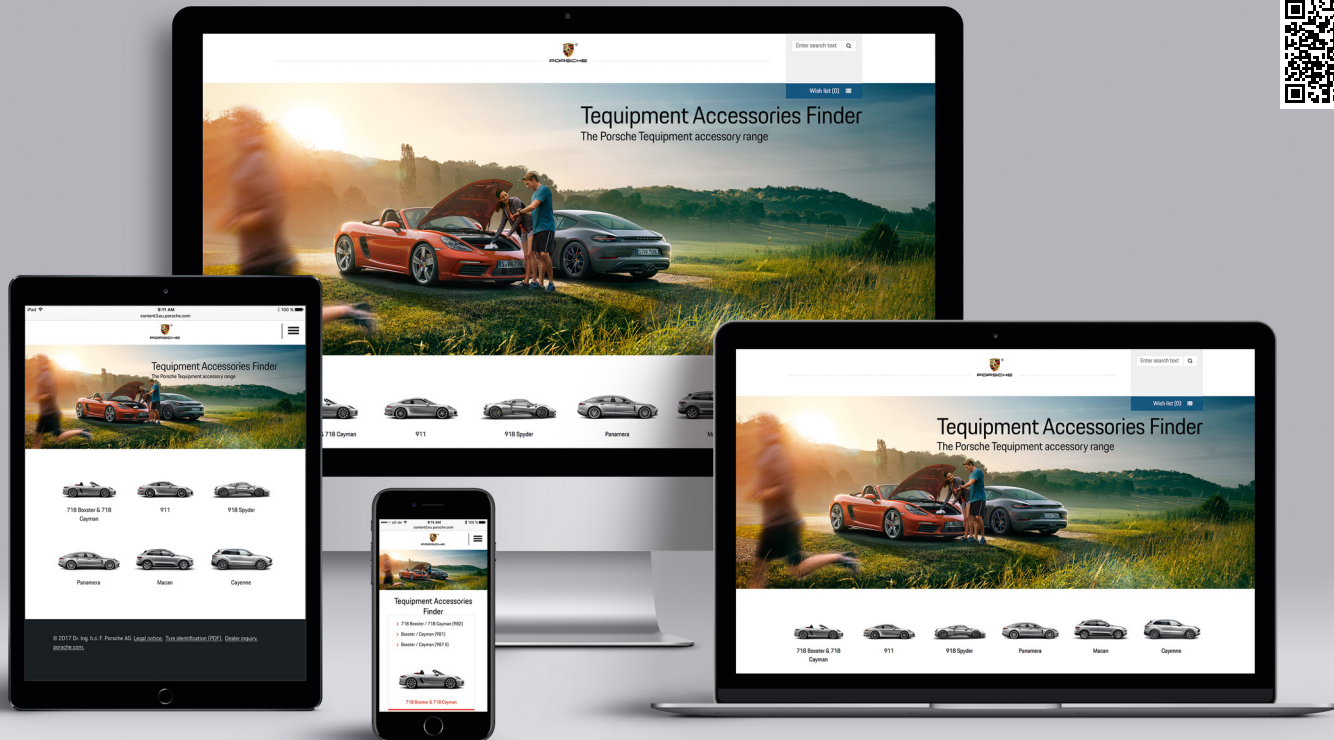 PORSCHE
Enter search text
Wish list (0)
Tequipment Accessories Finder
The Porsche Tequipment accessory range
& 718 Cayman
911
918 Spyder
Panamera
iPad
9:11 AM
100 %
content3.eu.porsche.com
PORSCHE
Tequipment Accessories Finder
The Porsche Tequipment accessory range
718 Boxster & 718
Cayman
911
918 Spyder
Panamera
Macan
Cayenne
© 2017 Dr. Ing. h.c. F. Porsche AG. Legal notice. Tyre identification (PDF). Dealer inquiry.
porsche.com.
9:11 AM
100 %
content3.eu.porsche.com
PORSCHE
Tequipment Accessories
Finder
718 Boxster / 718 Cayman (982)
Boxster / Cayman (981)
Boxster / Cayman (987 II)
718 Boxster & 718 Cayman
PORSCHE
Enter search text
Wish list (0)
Tequipment Accessories Finder
The Porsche Tequipment accessory range
718 Boxster & 718
Cayman
911
918 Spyder
Panamera
Macan
Cayenne